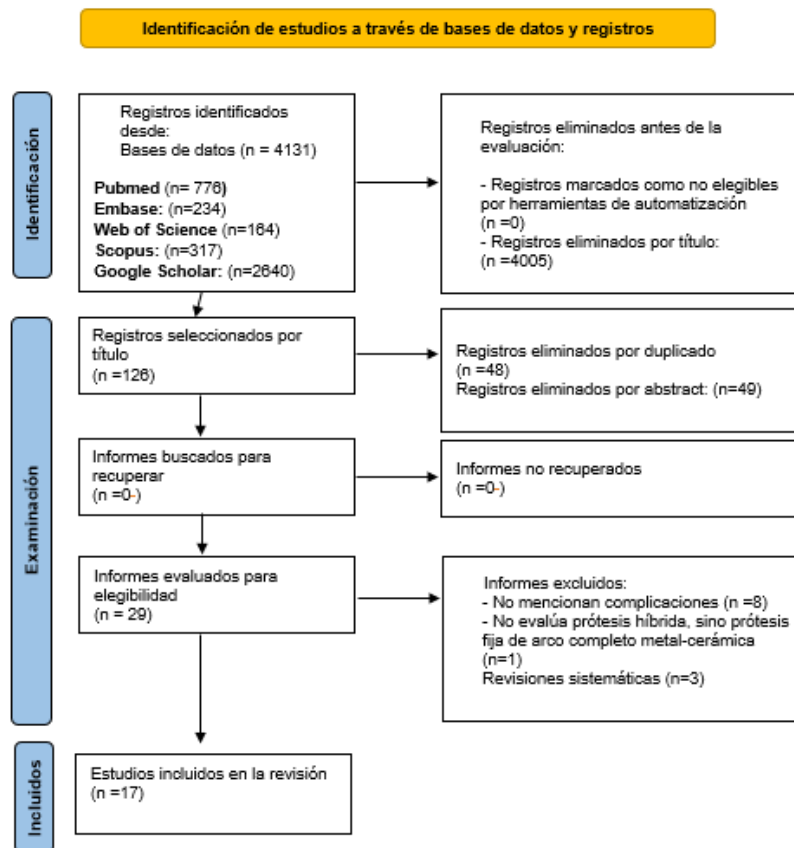 Identificación de estudios a través de bases de datos y registros
Identificación
Registros identificados
desde:
Bases de datos (n = 4131)
Pubmed (n= 776)
Embase: (n=234)
Web of Science (n=164)
Scopus: (n=317)
Google Scholar: (n=2640)
Registros eliminados antes de la
evaluación:
- Registros marcados como no elegibles
por herramientas de automatización
(n =0)
- Registros eliminados por título:
(n =4005)
Examinación
Registros seleccionados por
título
(n =126)
Registros eliminados por duplicado
(n =48)
Registros eliminados por abstract: (n=49)
Informes buscados para
recuperar
(n =0-)
Informes no recuperados
(n =0-)
Informes evaluados para
elegibilidad
(n = 29)
Informes excluidos:
- No mencionan complicaciones (n =8)
- No evalúa prótesis híbrida, sino prótesis
fija de arco completo metal-cerámica
(n=1)
Revisiones sistemáticas (n=3)
Incluidos
Estudios incluidos en la revisión
(n =17)